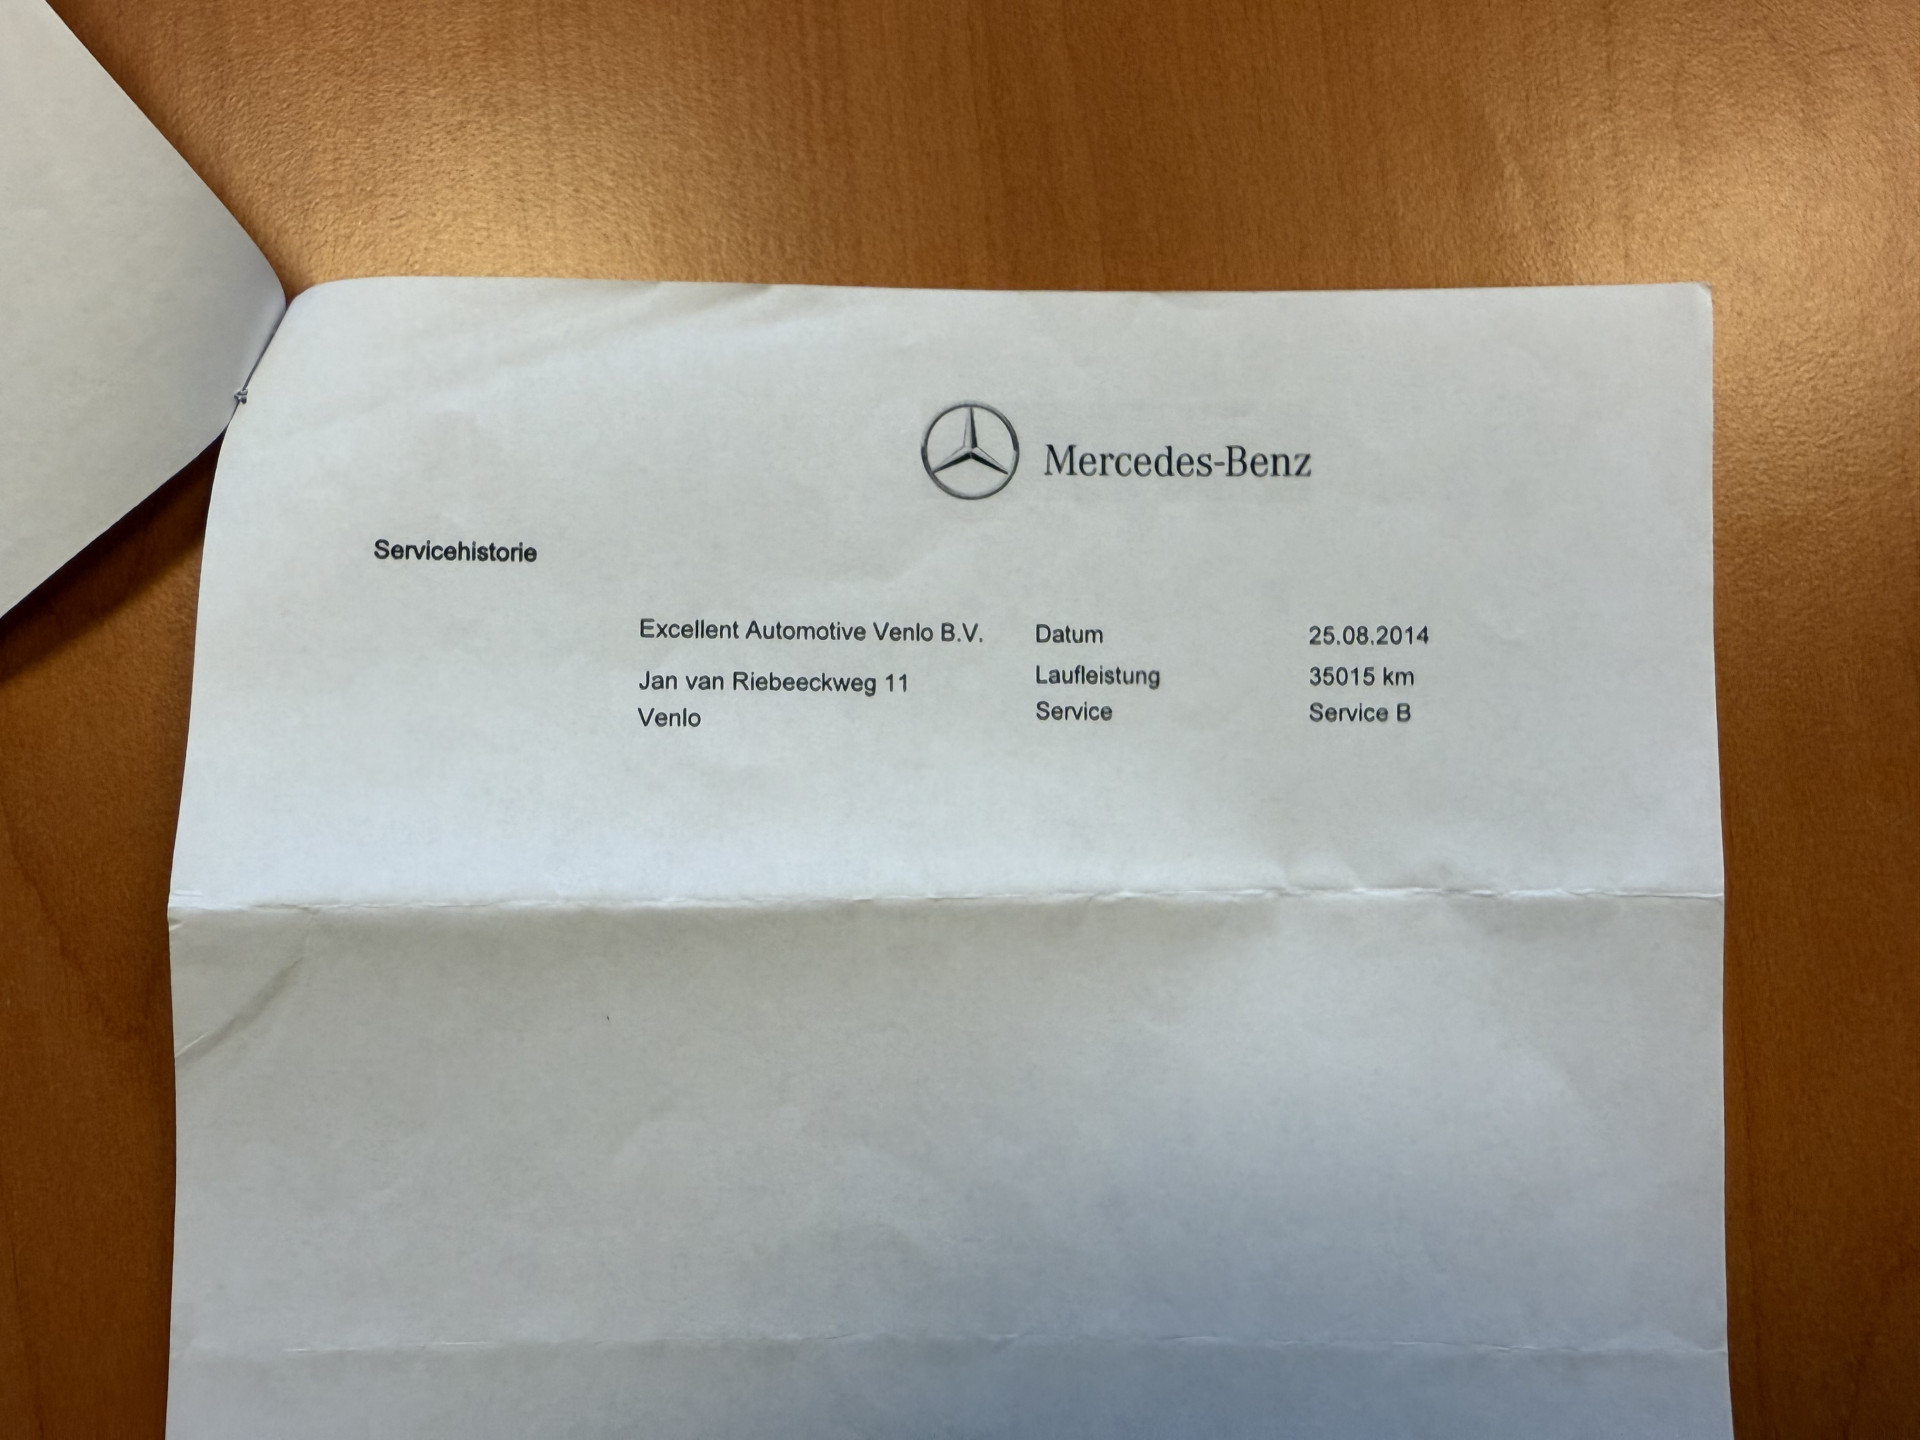 Mercedes-Benz
Servicehistorie
Excellent Automotive Venlo B.V. Datum 25.08.2014
Jan van Riebeeckweg 11 Laufleistung 35015 km
Venlo Service Service B